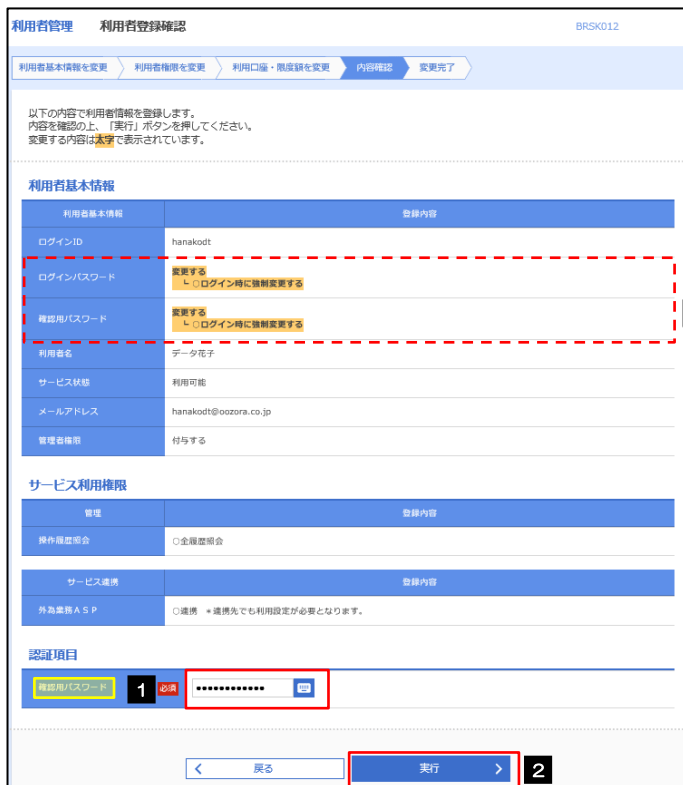 利用者管理 利用者登録確認 BRSK012
利用者基本情報を変更 利用者権限を変更 利用口座・限度額を変更 内容確認 変更完了
以下の内容で利用者情報を登録します。
内容を確認の上、「実行」ボタンを押してください。
変更する内容は太字で表示されています。
利用者基本情報
利用者基本情報 登録内容
ログインID hanakodt
ログインパスワード 変更する
└ ○ログイン時に強制変更する
確認用パスワード 変更する
└ ○ログイン時に強制変更する
利用者名 データ花子
サービス状態 利用可能
メールアドレス hanakodt@oozora.co.jp
管理者権限 付与する
サービス利用権限
管理 登録内容
操作履歴照会 ○全履歴照会
サービス連携 登録内容
外為業務ASP ○連携 *連携先でも利用設定が必要となります。
認証項目
確認用パスワード 1 必須 ••••••••••••
戻る 実行 2